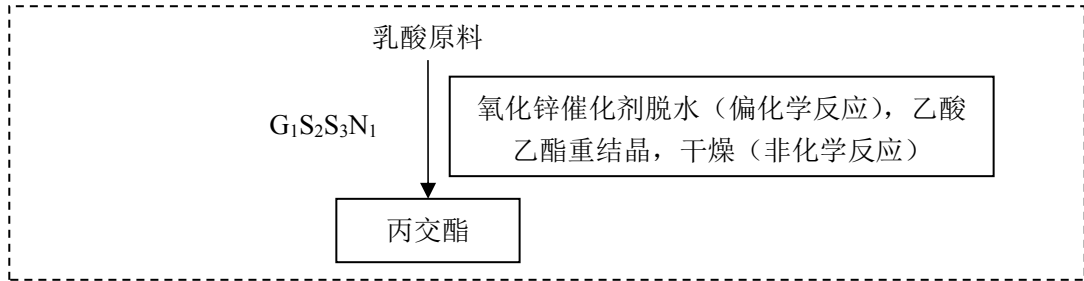 乳酸原料
G₁S₂S₃N₁
氧化锌催化剂脱水（偏化学反应），乙酸
乙酯重结晶，干燥（非化学反应）
丙交酯